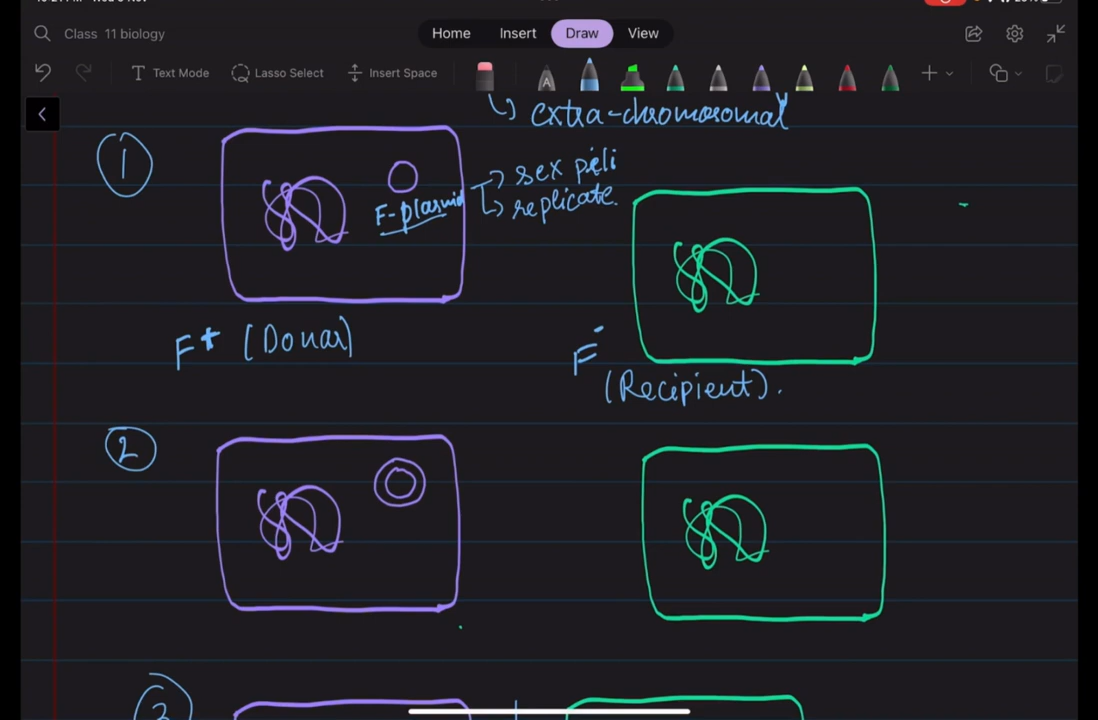 Class 11 biology
Home Insert Draw View
Text Mode Lasso Select Insert Space
A
↳ extra-chromosomal
1
→ sex pili
F-plasmid
↳ replicate.
F+ (Donar)
F-
(Recipient).
2
3